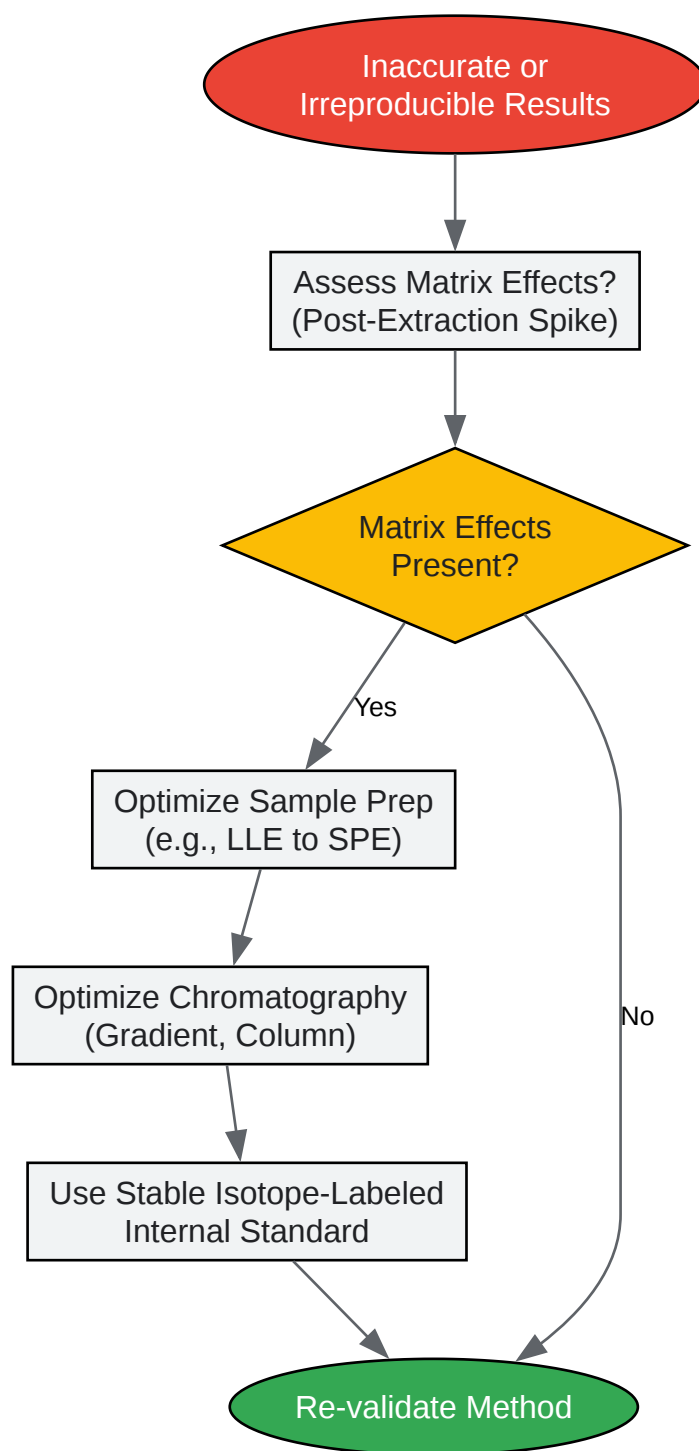 Inaccurate or
Irreproducible Results
Assess Matrix Effects?
(Post-Extraction Spike)
Matrix Effects
Present?
Yes
Optimize Sample Prep
(e.g., LLE to SPE)
Optimize Chromatography
(Gradient, Column)
No
Use Stable Isotope-Labeled
Internal Standard
Re-validate Method